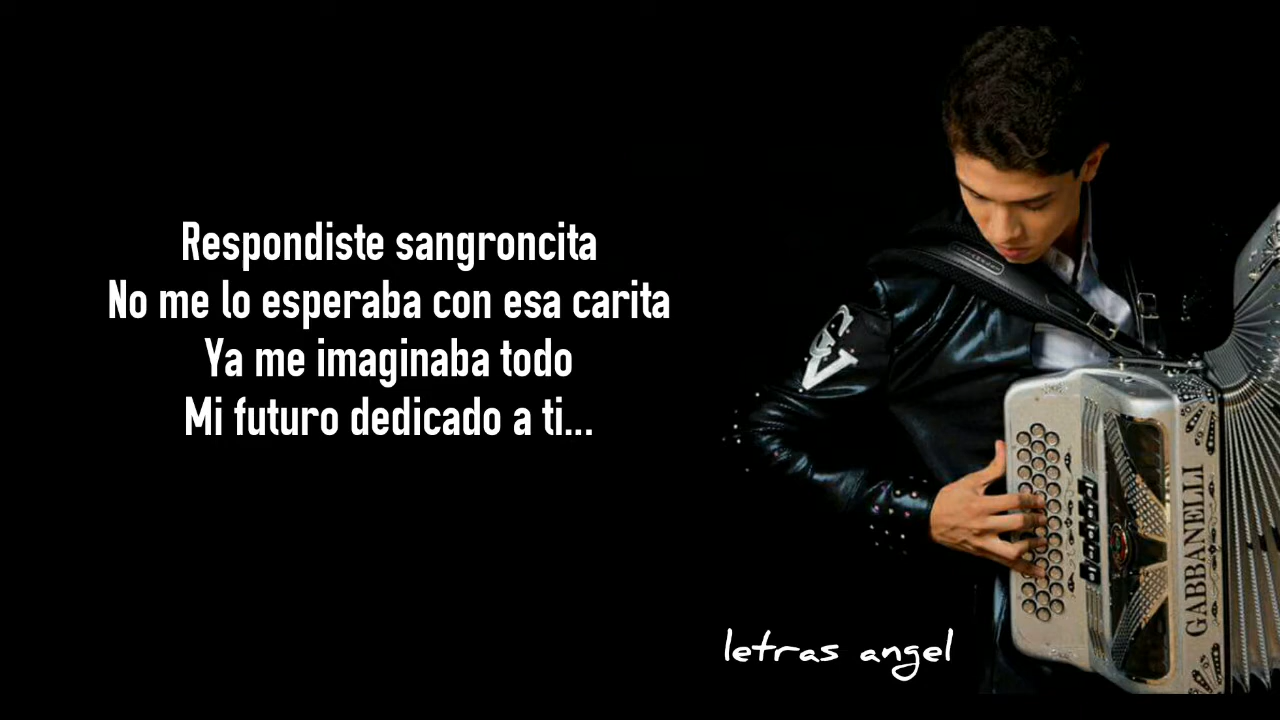 Respondiste sangroncita
No me lo esperaba con esa carita
Ya me imaginaba todo
Mi futuro dedicado a ti...
GV
GABBANELLI
letras angel